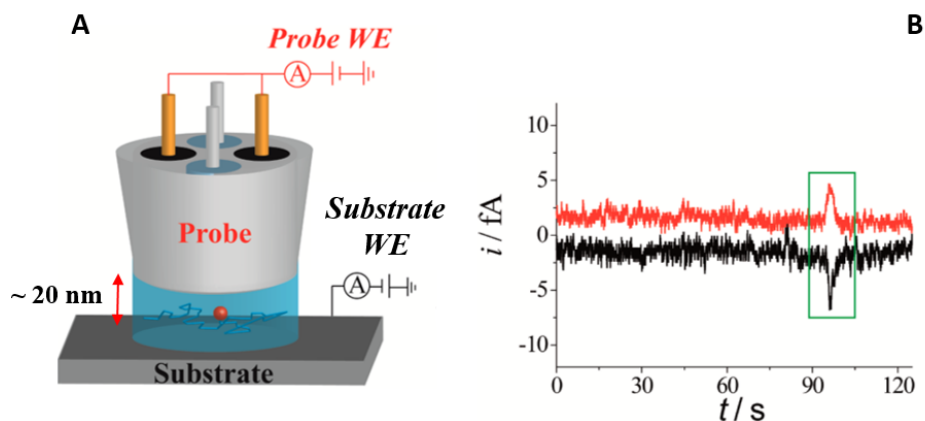 A
B
Probe WE
A
Probe
Substrate
WE
A
~ 20 nm
Substrate
10
5
0
-5
-10
i / fA
0
30
60
90
120
t / s